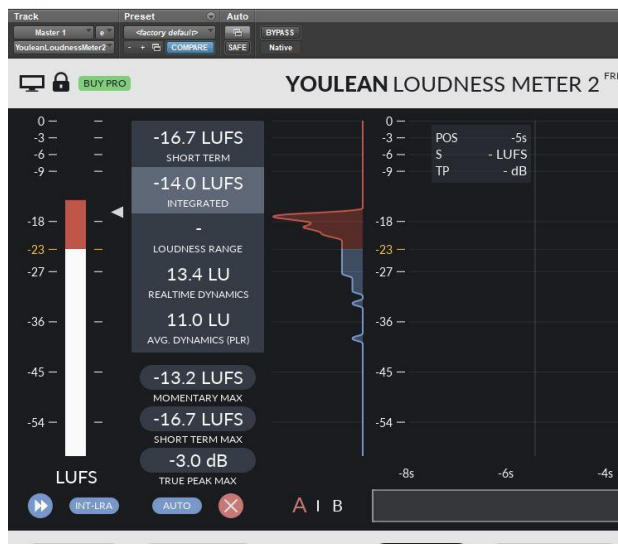 Track Preset Auto
Master 1 e <factory default>
BYPASS
YouleanLoudnessMeter2 - + COMPARE SAFE Native
BUY PRO
YOULEAN LOUDNESS METER 2 FRE
0
-3
-6
-9
-18
-23
-27
-36
-45
-54
LUFS
-16.7 LUFS
SHORT TERM
-14.0 LUFS
INTEGRATED
-
LOUDNESS RANGE
13.4 LU
REALTIME DYNAMICS
11.0 LU
AVG. DYNAMICS (PLR)
-13.2 LUFS
MOMENTARY MAX
-16.7 LUFS
SHORT TERM MAX
-3.0 dB
TRUE PEAK MAX
0
-3
-6
-9
-18
-23
-27
-36
-45
-54
POS -5s
S - LUFS
TP - dB
-8s -6s -4s
INT-LRA AUTO A I B